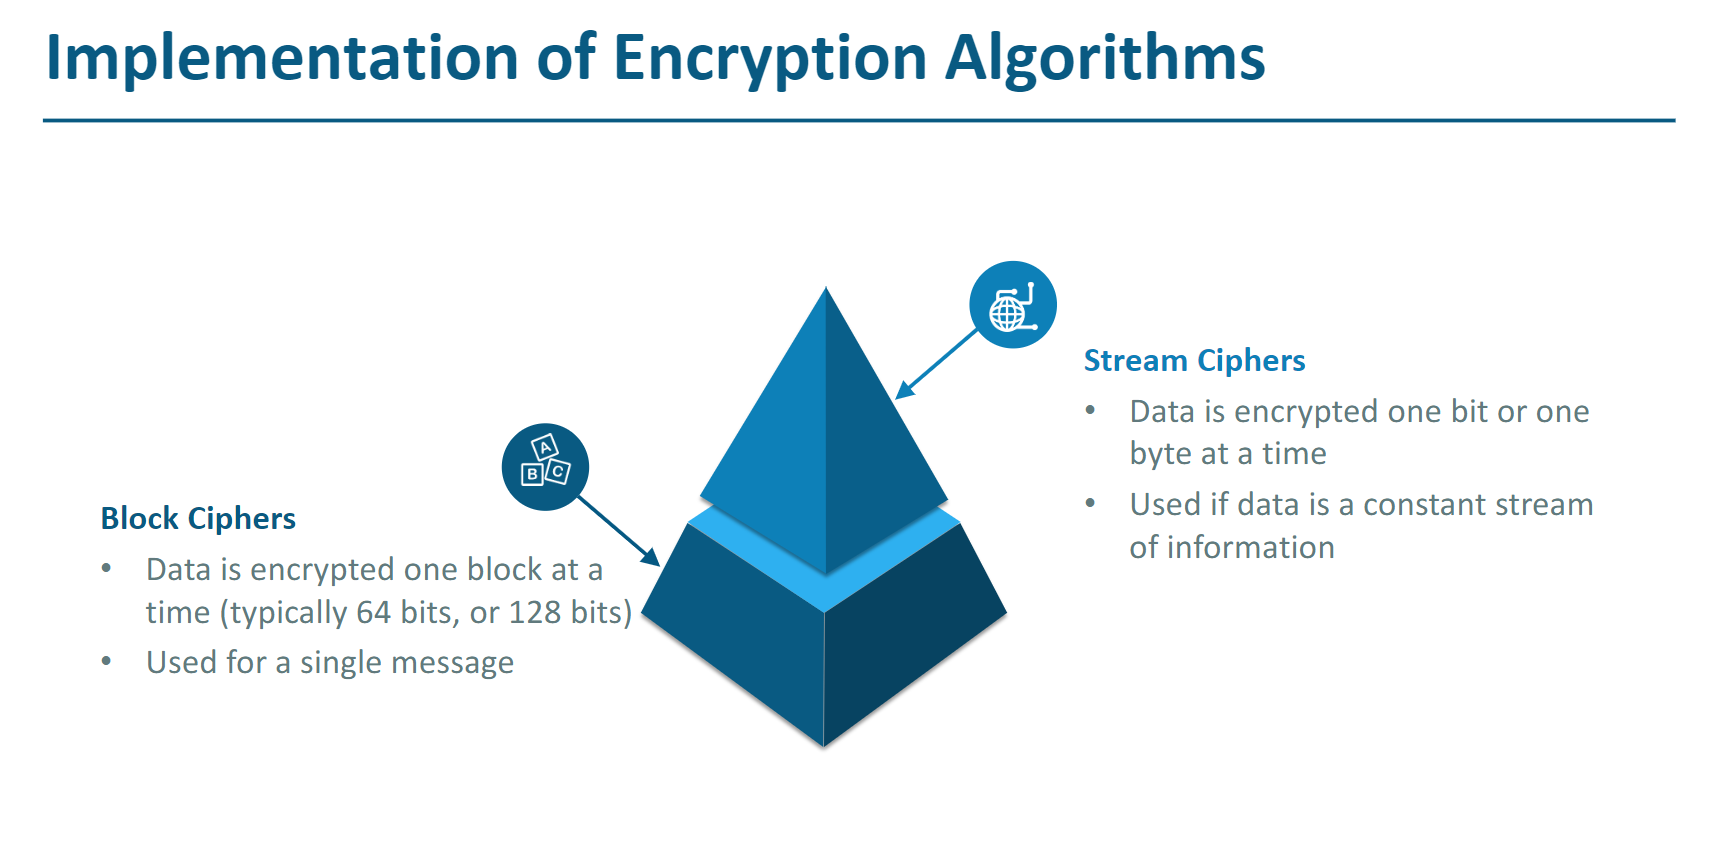 Implementation of Encryption Algorithms
A
B
C
Block Ciphers
• Data is encrypted one block at a
time (typically 64 bits, or 128 bits)
• Used for a single message
Stream Ciphers
• Data is encrypted one bit or one
byte at a time
• Used if data is a constant stream
of information